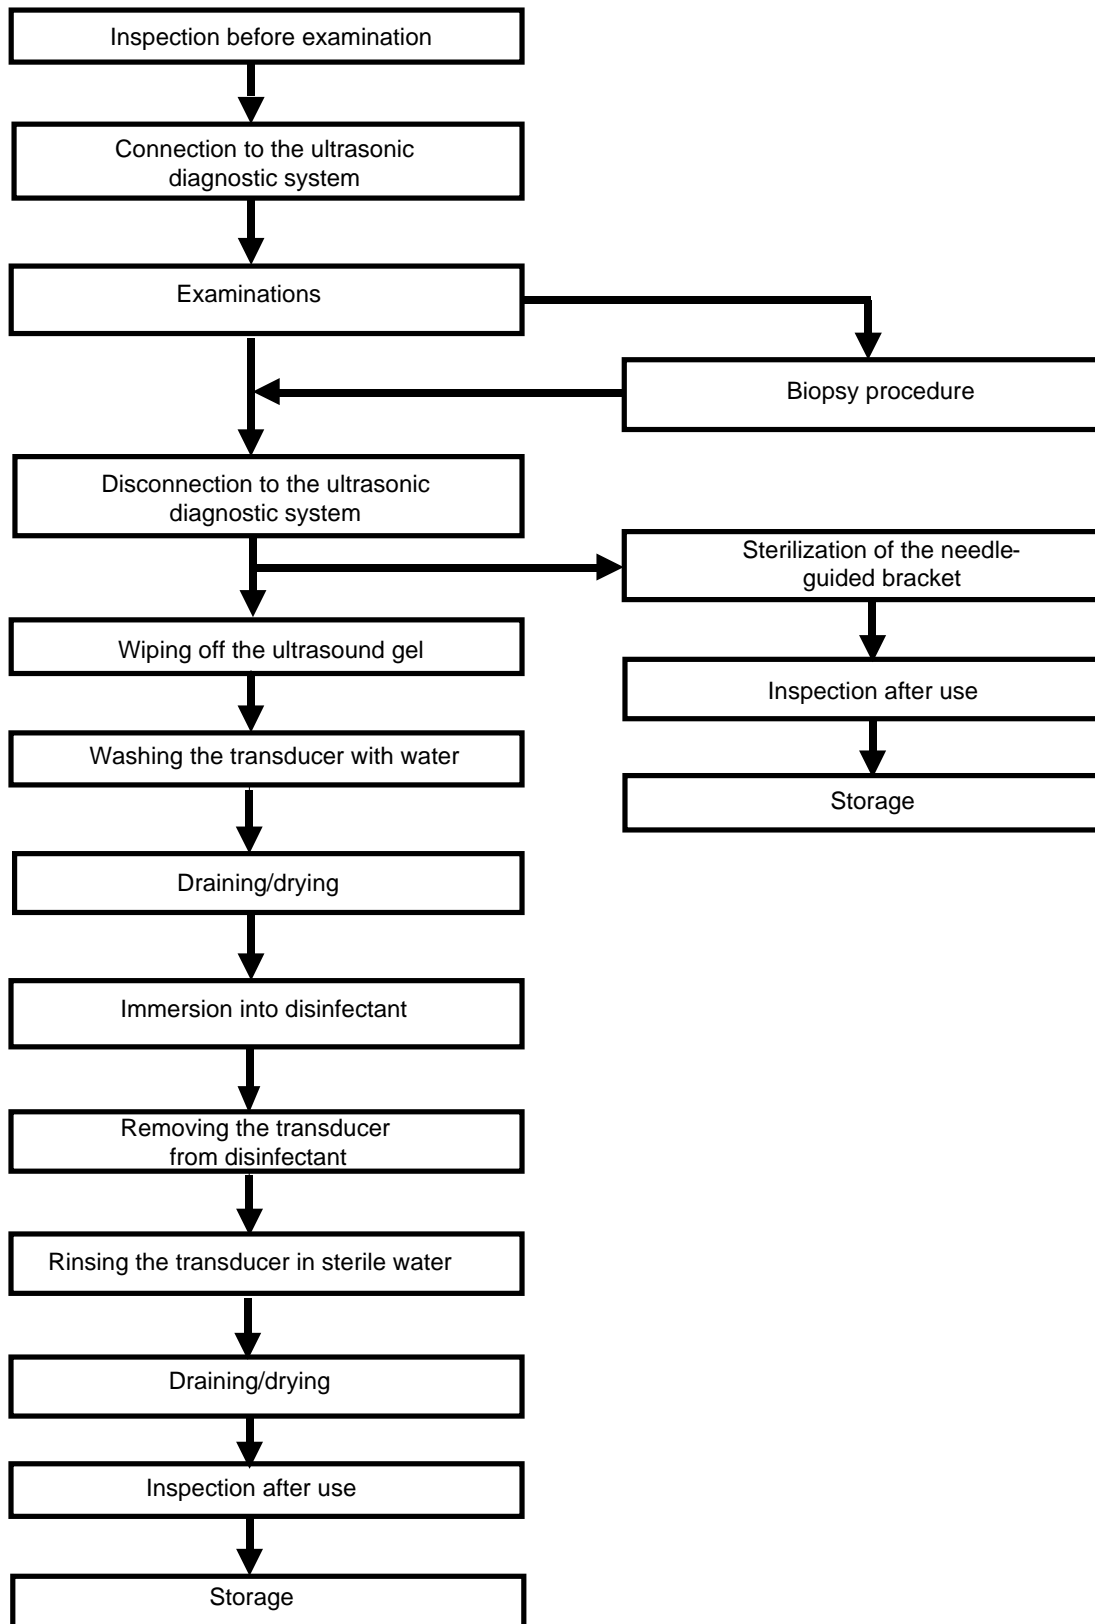 Inspection before examination
Connection to the ultrasonic
diagnostic system
Examinations
Biopsy procedure
Disconnection to the ultrasonic
diagnostic system
Sterilization of the needle-
guided bracket
Wiping off the ultrasound gel
Inspection after use
Washing the transducer with water
Storage
Draining/drying
Immersion into disinfectant
Removing the transducer
from disinfectant
Rinsing the transducer in sterile water
Draining/drying
Inspection after use
Storage